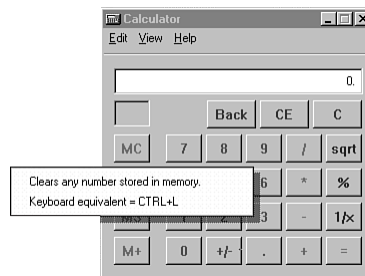 Calculator
Edit View Help
0.
Back CE C
MC 7 8 9 / sqrt
Clears any number stored in memory.
Keyboard equivalent = CTRL+L
6 * %
3 - 1/x
M+ 0 +/- . + =